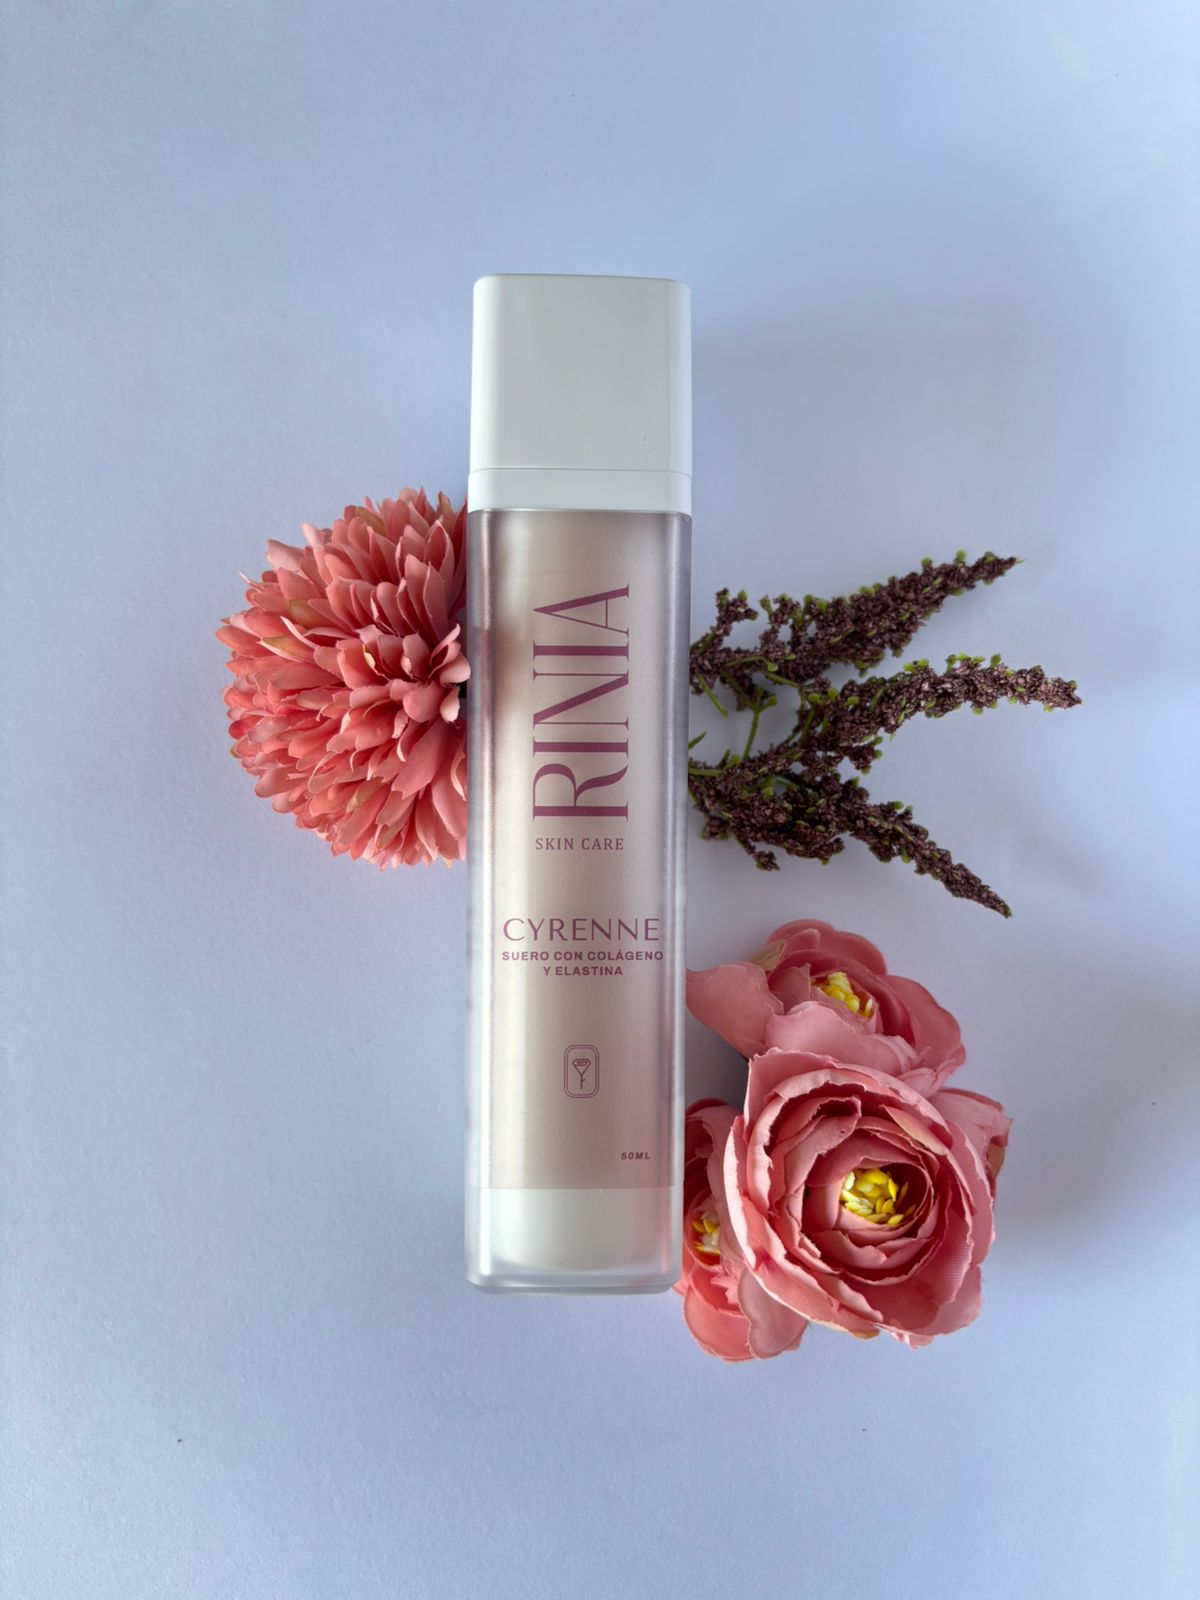 RINIA
SKIN CARE
CYRENNE
SUERO CON COLÁGENO
Y ELASTINA
50ML